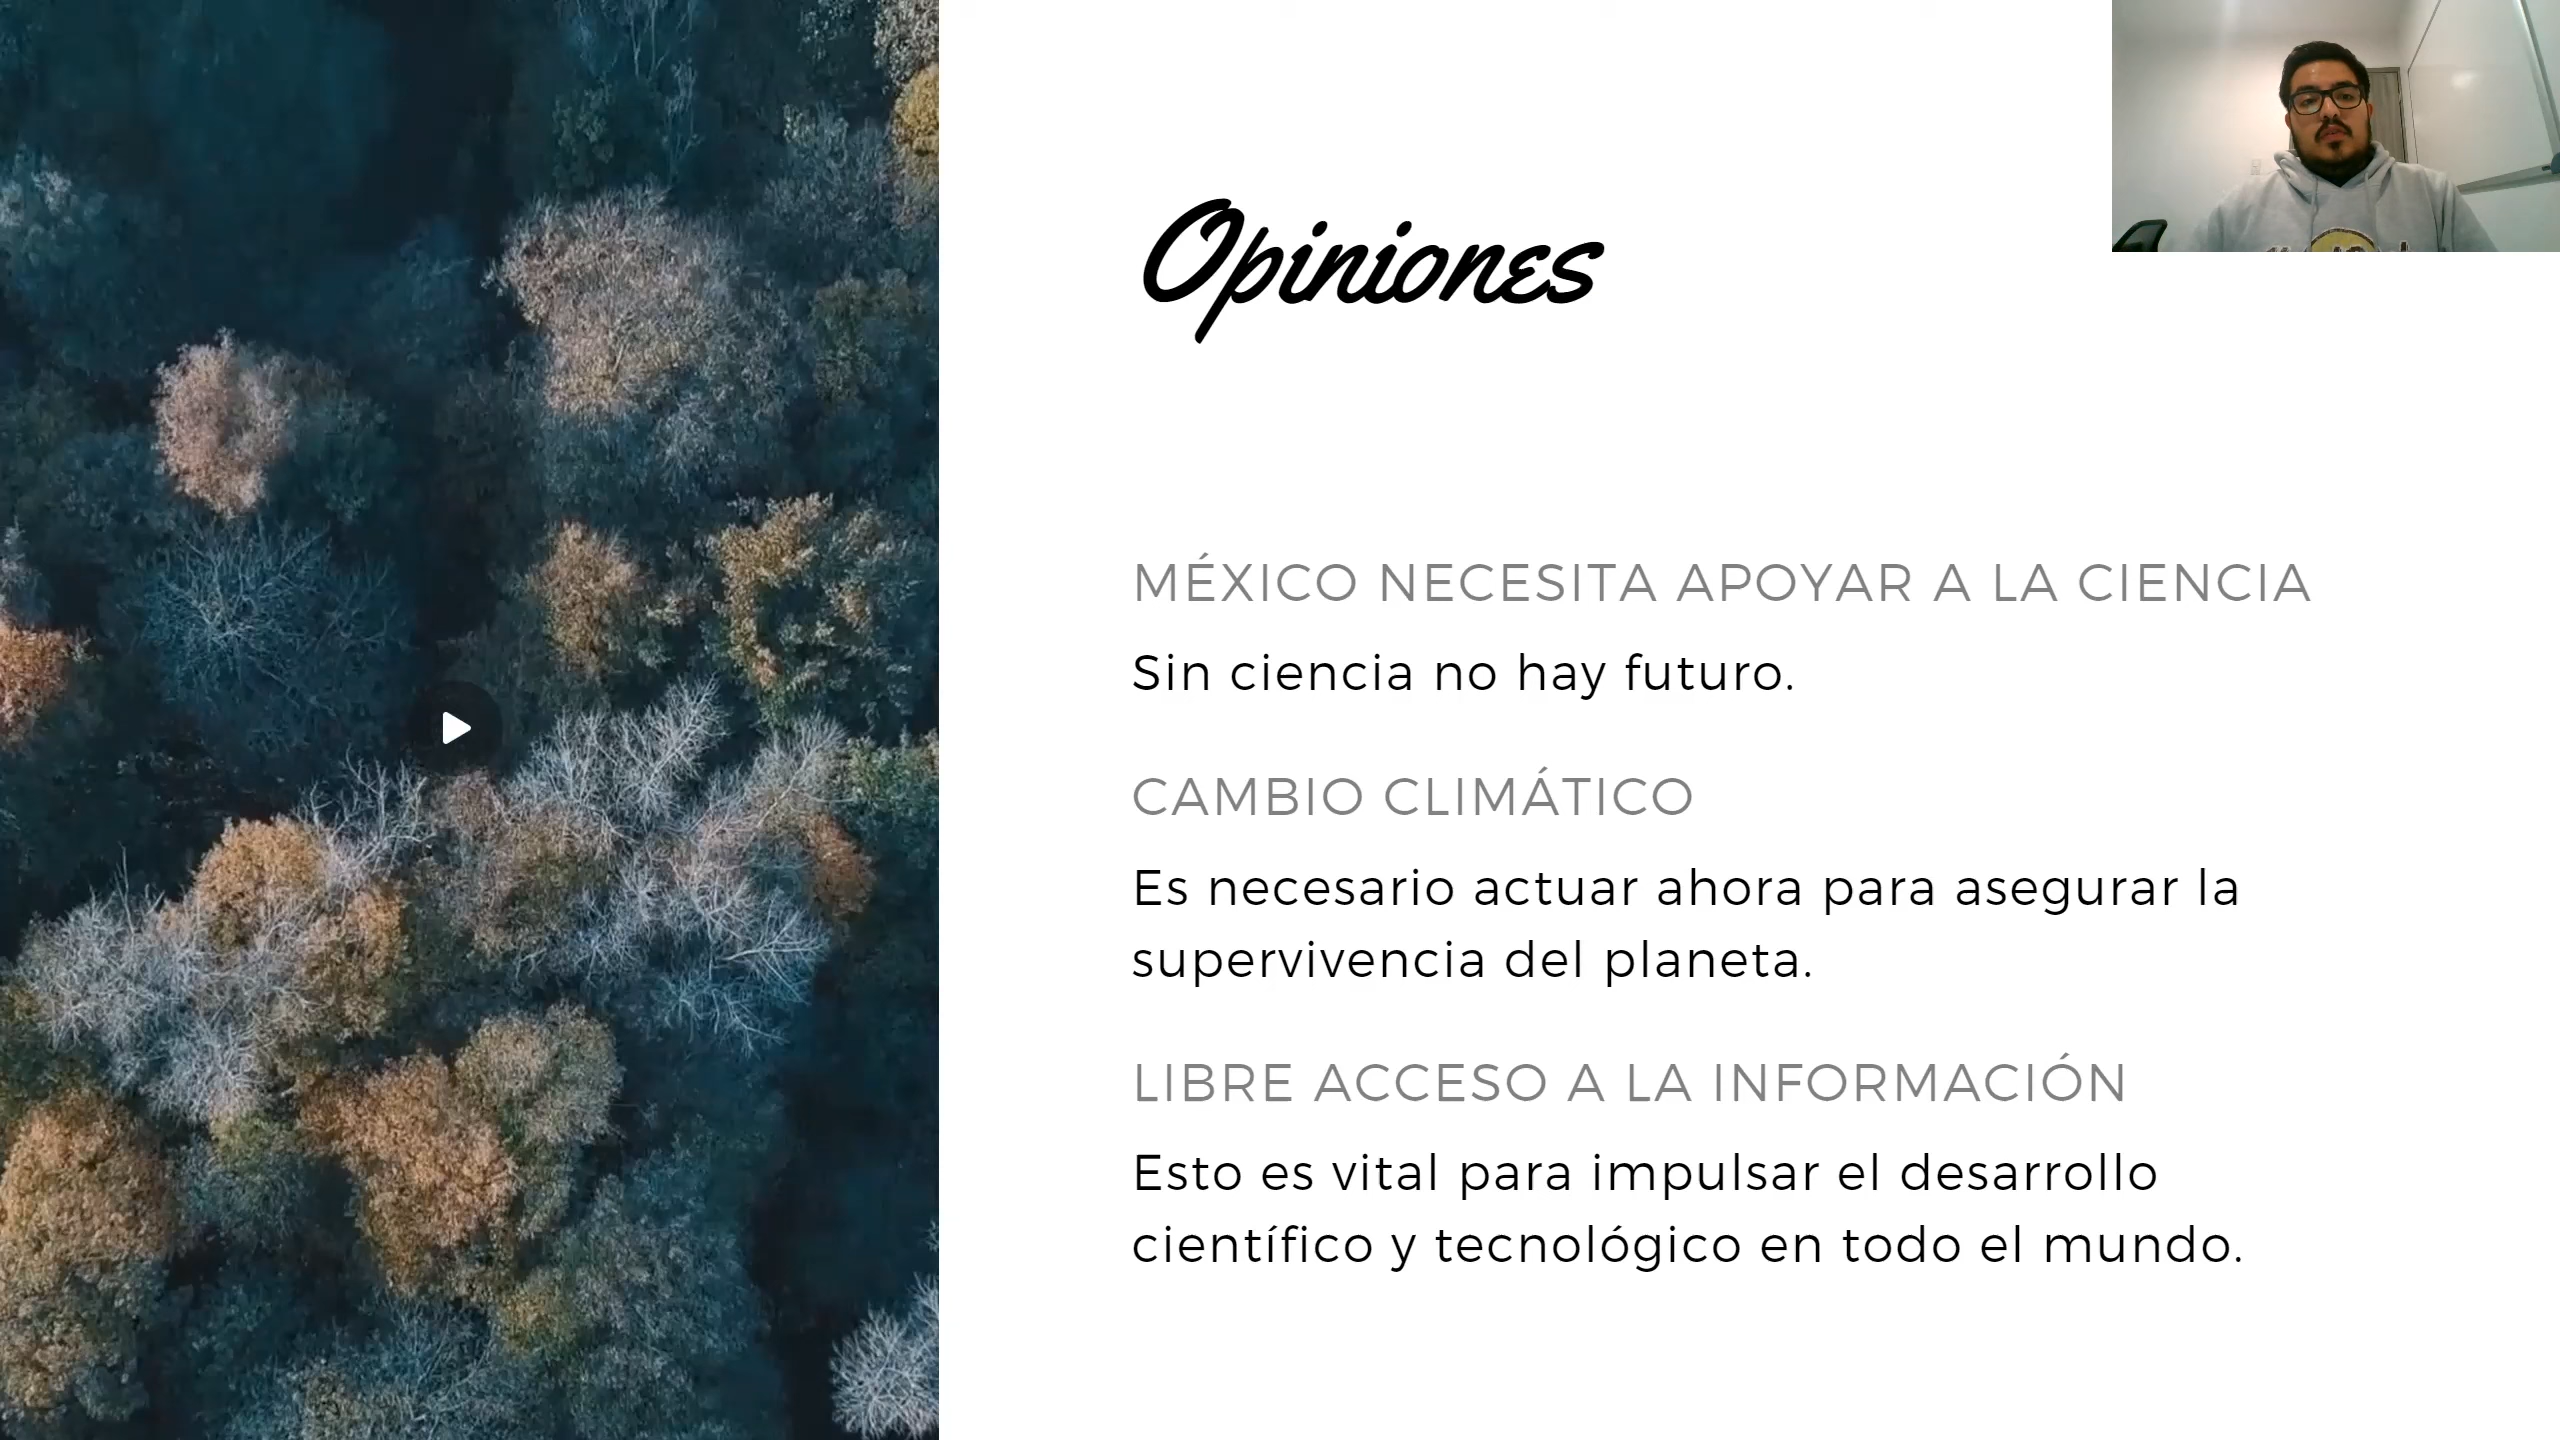 Opiniones
MÉXICO NECESITA APOYAR A LA CIENCIA
Sin ciencia no hay futuro.
CAMBIO CLIMÁTICO
Es necesario actuar ahora para asegurar la
supervivencia del planeta.
LIBRE ACCESO A LA INFORMACIÓN
Esto es vital para impulsar el desarrollo
científico y tecnológico en todo el mundo.